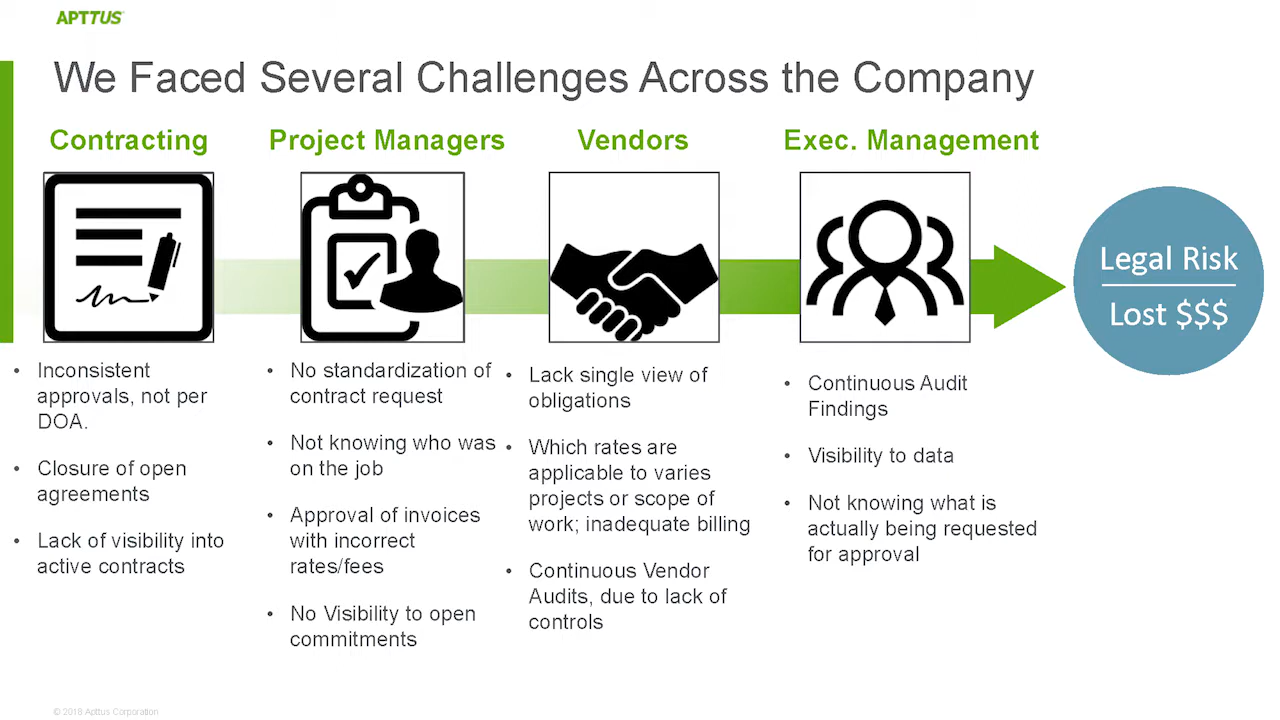 APTTUS
We Faced Several Challenges Across the Company
Contracting
Project Managers
Vendors
Exec. Management
Legal Risk
Lost $$$
• Inconsistent
approvals, not per
DOA.
• Closure of open
agreements
• Lack of visibility into
active contracts
• No standardization of
contract request
• Not knowing who was
on the job
• Approval of invoices
with incorrect
rates/fees
• No Visibility to open
commitments
• Lack single view of
obligations
• Which rates are
applicable to varies
projects or scope of
work; inadequate billing
• Continuous Vendor
Audits, due to lack of
controls
• Continuous Audit
Findings
• Visibility to data
• Not knowing what is
actually being requested
for approval
© 2018 Apttus Corporation